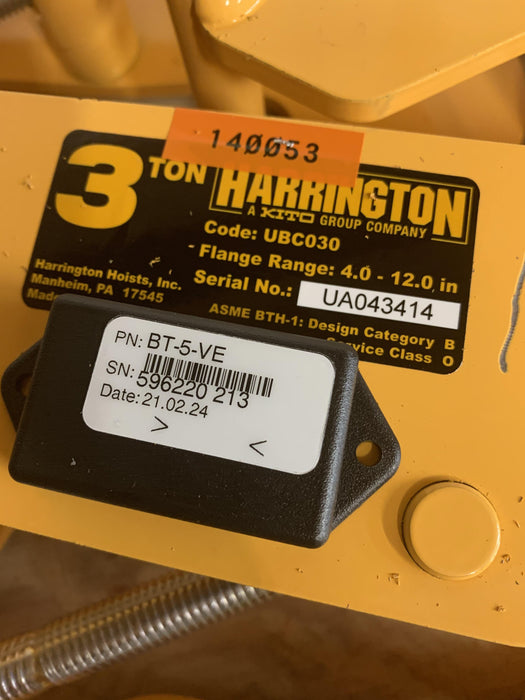 140053
3 TON HARRINGTON
A KITO GROUP COMPANY
Code: UBC030
Flange Range: 4.0 - 12.0 in
Serial No.: UA043414
Harrington Hoists, Inc.
Manheim, PA 17545
Made
ASME BTH-1: Design Category B
Service Class 0
PN: BT-5-VE
SN: 596220 213
Date: 21.02.24
> <